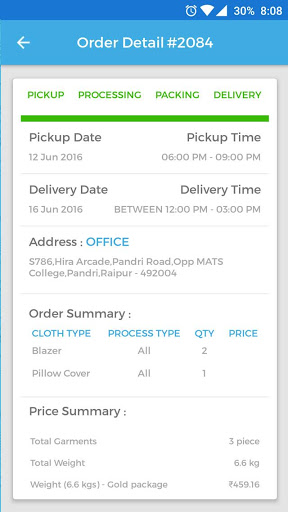 30% 8:08
Order Detail #2084
PICKUP PROCESSING PACKING DELIVERY
Pickup Date Pickup Time
12 Jun 2016 06:00 PM - 09:00 PM
Delivery Date Delivery Time
16 Jun 2016 BETWEEN 12:00 PM - 03:00 PM
Address : OFFICE
S786,Hira Arcade,Pandri Road,Opp MATS
College,Pandri,Raipur - 492004
Order Summary :
CLOTH TYPE PROCESS TYPE QTY PRICE
Blazer All 2
Pillow Cover All 1
Price Summary :
Total Garments 3 piece
Total Weight 6.6 kg
Weight (6.6 kgs) - Gold package ₹459.16